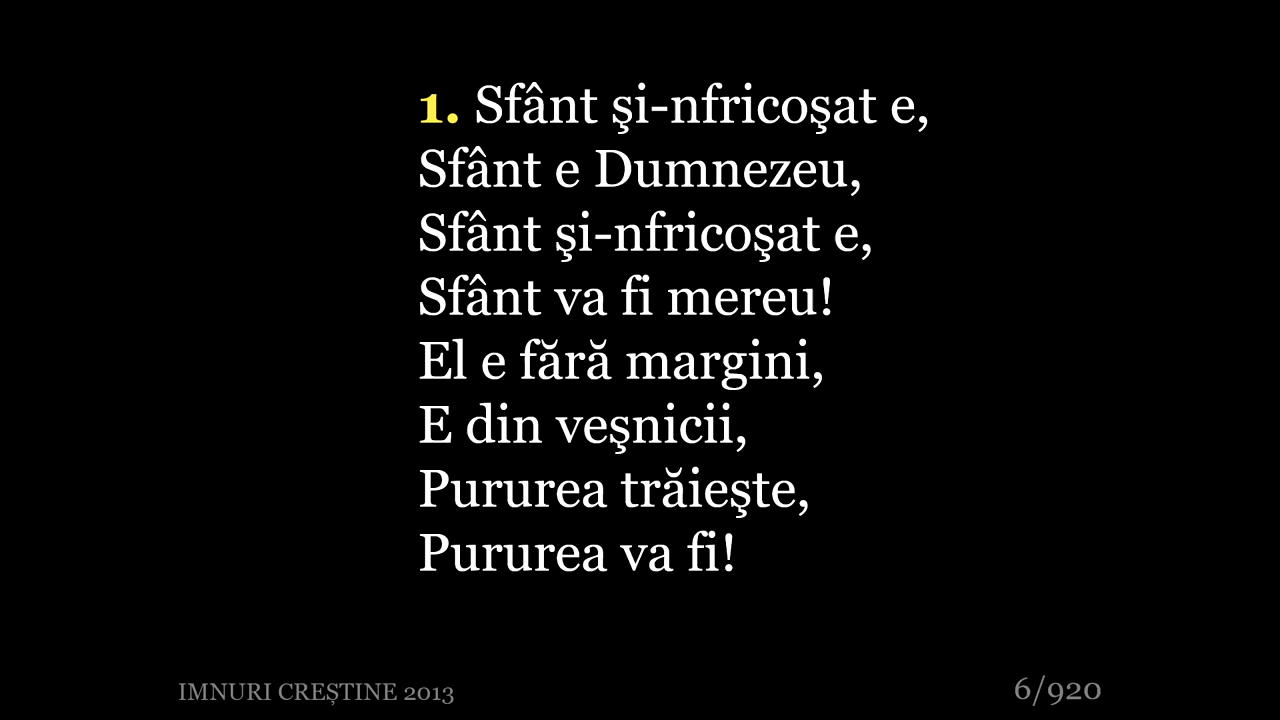 1. Sfânt şi-nfricoşat e,
Sfânt e Dumnezeu,
Sfânt şi-nfricoşat e,
Sfânt va fi mereu!
El e fără margini,
E din veşnicii,
Pururea trăieşte,
Pururea va fi!
IMNURI CREȘTINE 2013
6/920